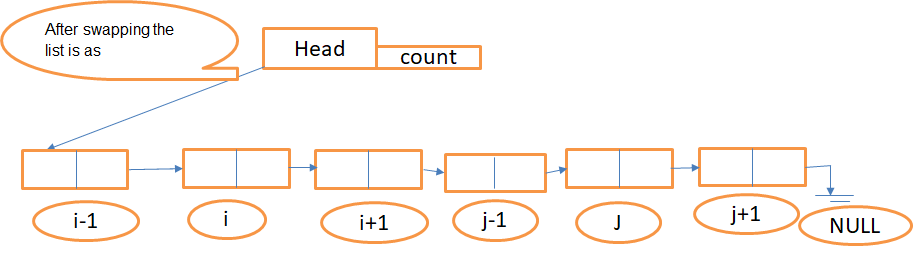 After swapping the
list is as
Head
count
i-1
i
i+1
j-1
J
j+1
NULL